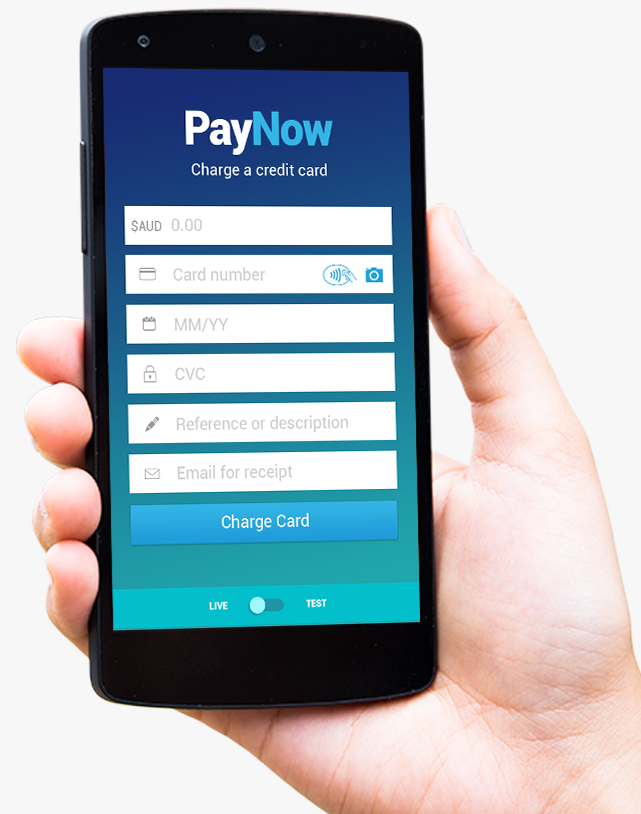 PayNow
Charge a credit card
$AUD 0.00
Card number
MM/YY
CVC
Reference or description
Email for receipt
Charge Card
LIVE TEST